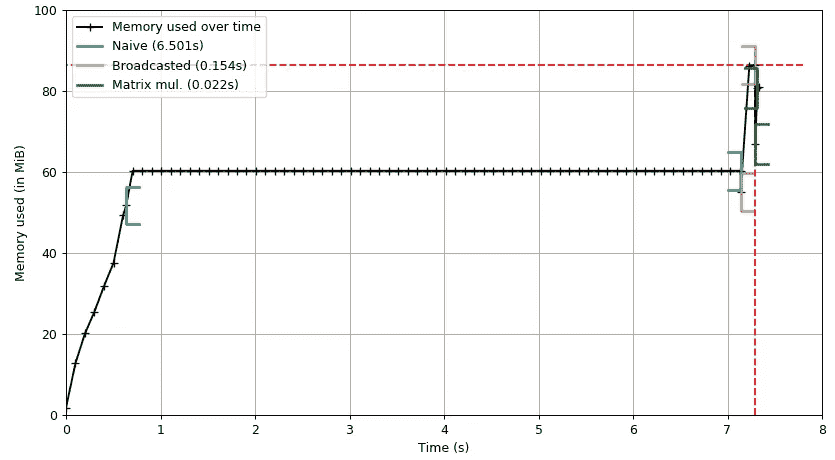 Memory used over time
Naive (6.501s)
Broadcasted (0.154s)
Matrix mul. (0.022s)
100
80
60
40
20
0
Memory used (in MiB)
0 1 2 3 4 5 6 7 8
Time (s)